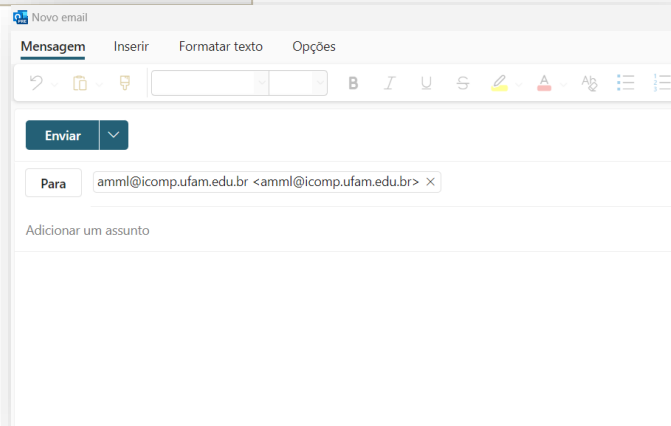 Novo email
Mensagem Inserir Formatar texto Opções
Enviar
Para amml@icomp.ufam.edu.br <amml@icomp.ufam.edu.br>
Adicionar um assunto